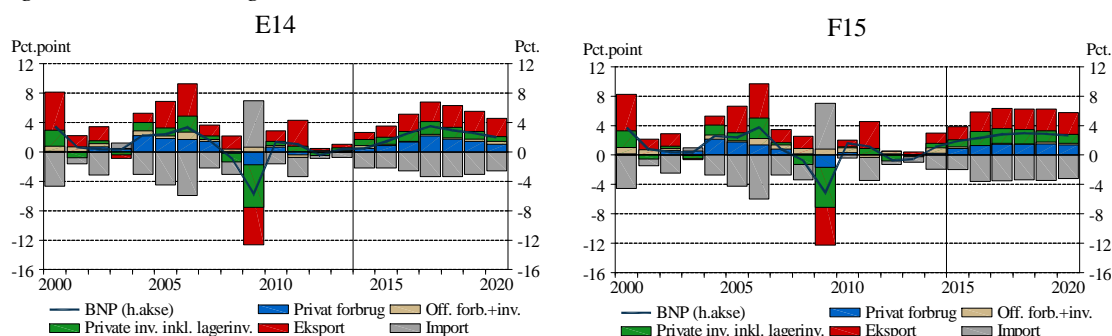 E14
Pct.point
Pct.
12
12
8
8
4
4
0
0
-4
-4
-8
-8
-12
-12
-16
-16
2000
2005
2010
2015
2020
BNP (h.akse)
Privat forbrug
Off. forb.+inv.
Private inv. inkl. lagerinv.
Eksport
Import
F15
Pct.point
Pct.
12
12
8
8
4
4
0
0
-4
-4
-8
-8
-12
-12
-16
-16
2000
2005
2010
2015
2020
BNP (h.akse)
Privat forbrug
Off. forb.+inv.
Private inv. inkl. lagerinv.
Eksport
Import